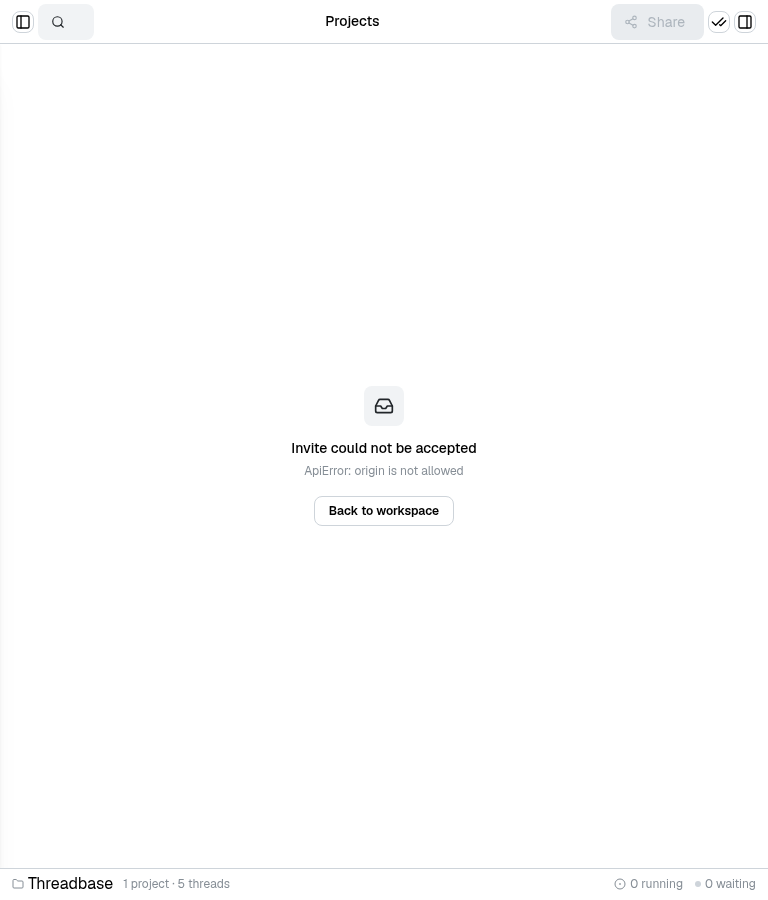 Projects
Share
Invite could not be accepted
ApiError: origin is not allowed
Back to workspace
Threadbase 1 project · 5 threads 0 running 0 waiting